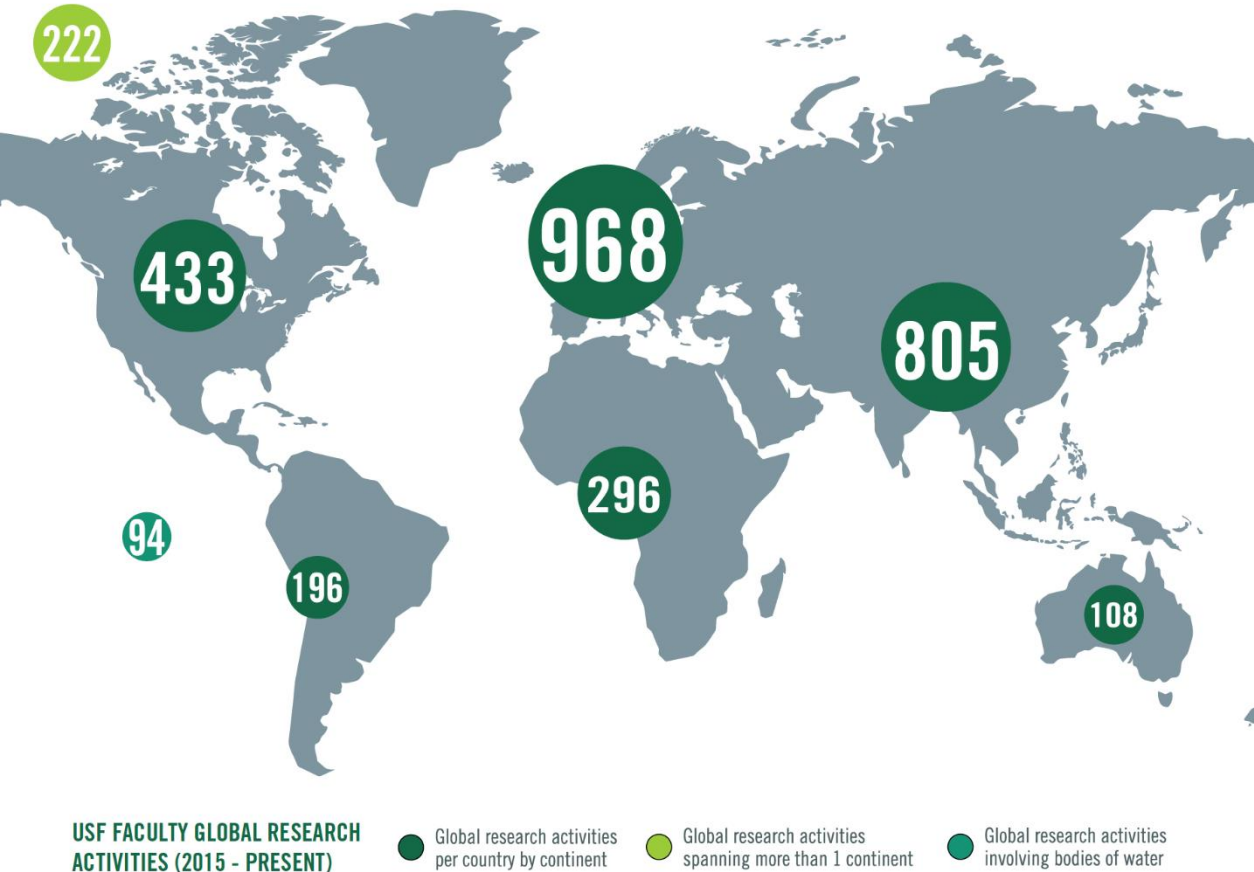 222
433
968
805
296
94
196
108
USF FACULTY GLOBAL RESEARCH
ACTIVITIES (2015 - PRESENT)
Global research activities
per country by continent
Global research activities
spanning more than 1 continent
Global research activities
involving bodies of water